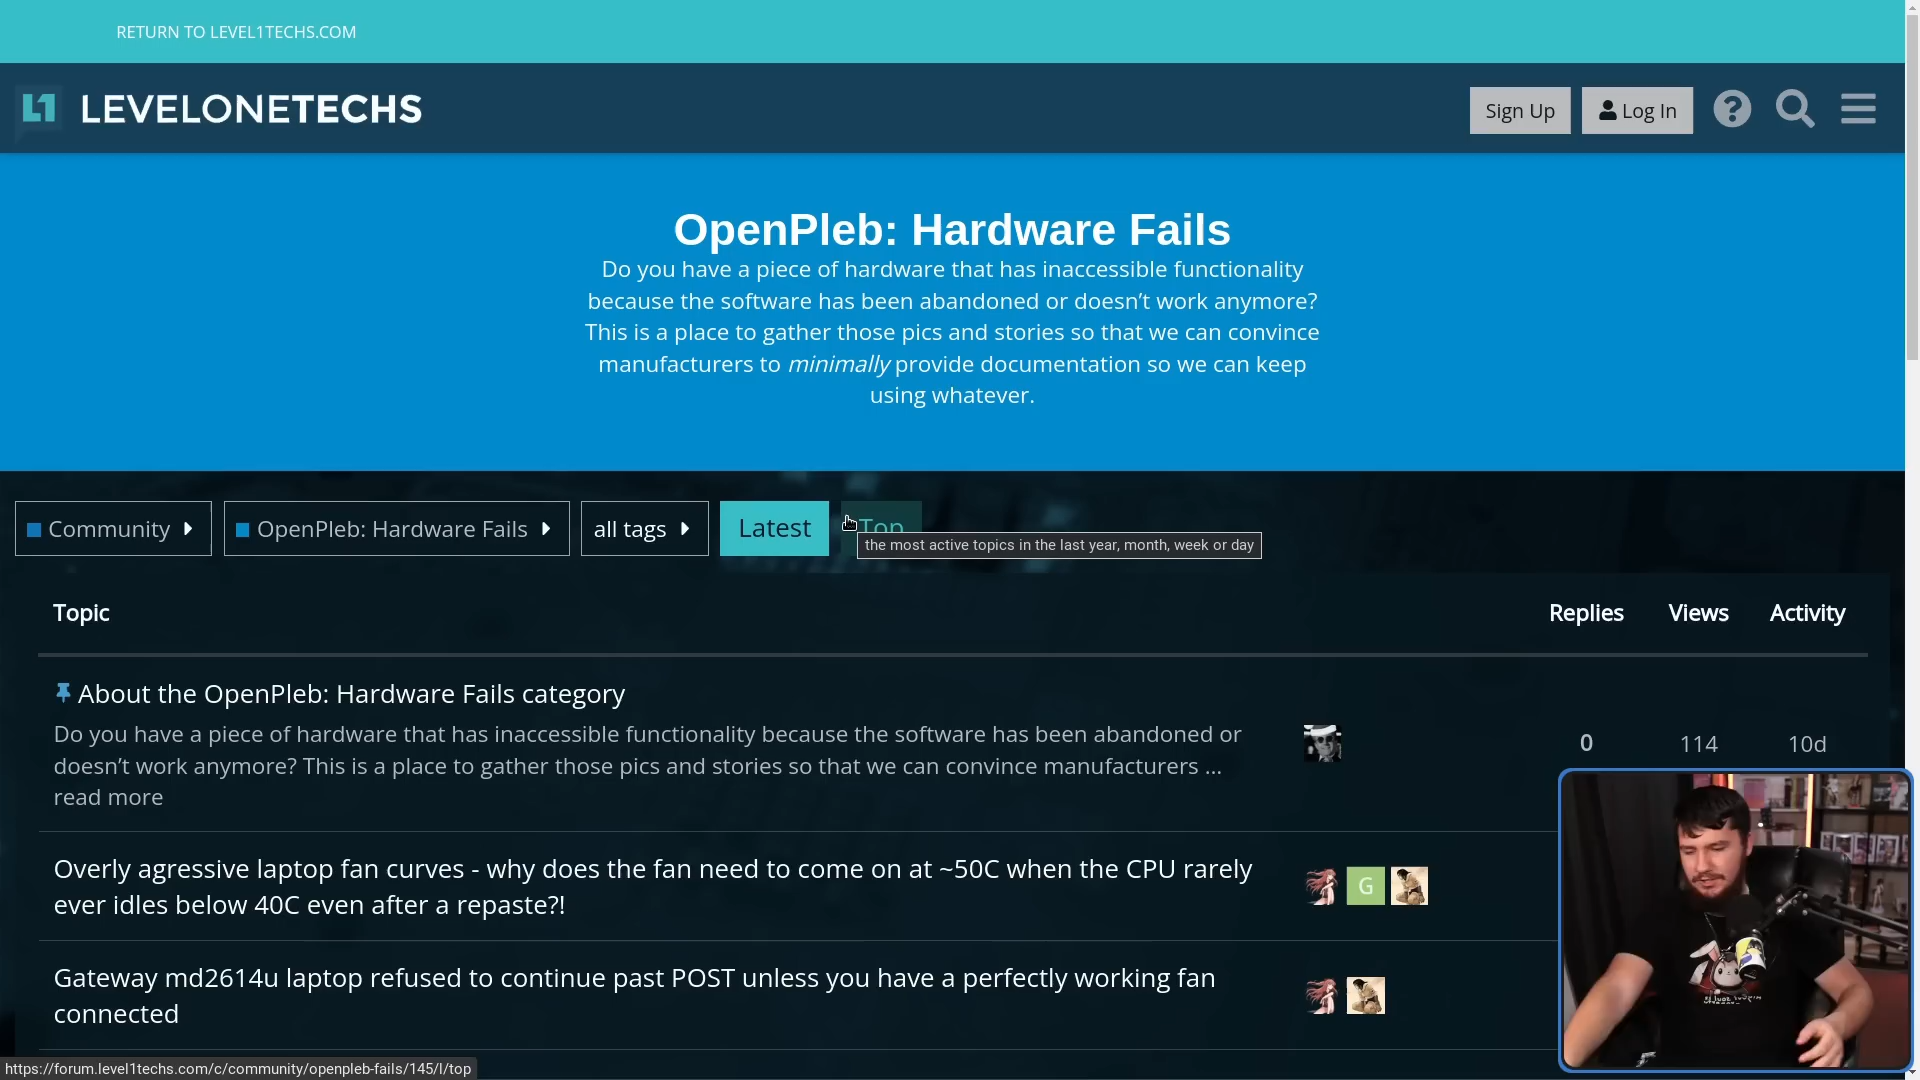 RETURN TO LEVEL1TECHS.COM
L1 LEVELONETECHS
Sign Up
Log In
?
OpenPleb: Hardware Fails
Do you have a piece of hardware that has inaccessible functionality
because the software has been abandoned or doesn’t work anymore?
This is a place to gather those pics and stories so that we can convince
manufacturers to minimally provide documentation so we can keep
using whatever.
Community
OpenPleb: Hardware Fails
all tags
Latest
Top
the most active topics in the last year, month, week or day
Topic
Replies
Views
Activity
About the OpenPleb: Hardware Fails category
Do you have a piece of hardware that has inaccessible functionality because the software has been abandoned or
doesn’t work anymore? This is a place to gather those pics and stories so that we can convince manufacturers ...
read more
0
114
10d
Overly agressive laptop fan curves - why does the fan need to come on at ~50C when the CPU rarely
ever idles below 40C even after a repaste?!
G
Gateway md2614u laptop refused to continue past POST unless you have a perfectly working fan
connected
https://forum.level1techs.com/c/community/openpleb-fails/145/l/top